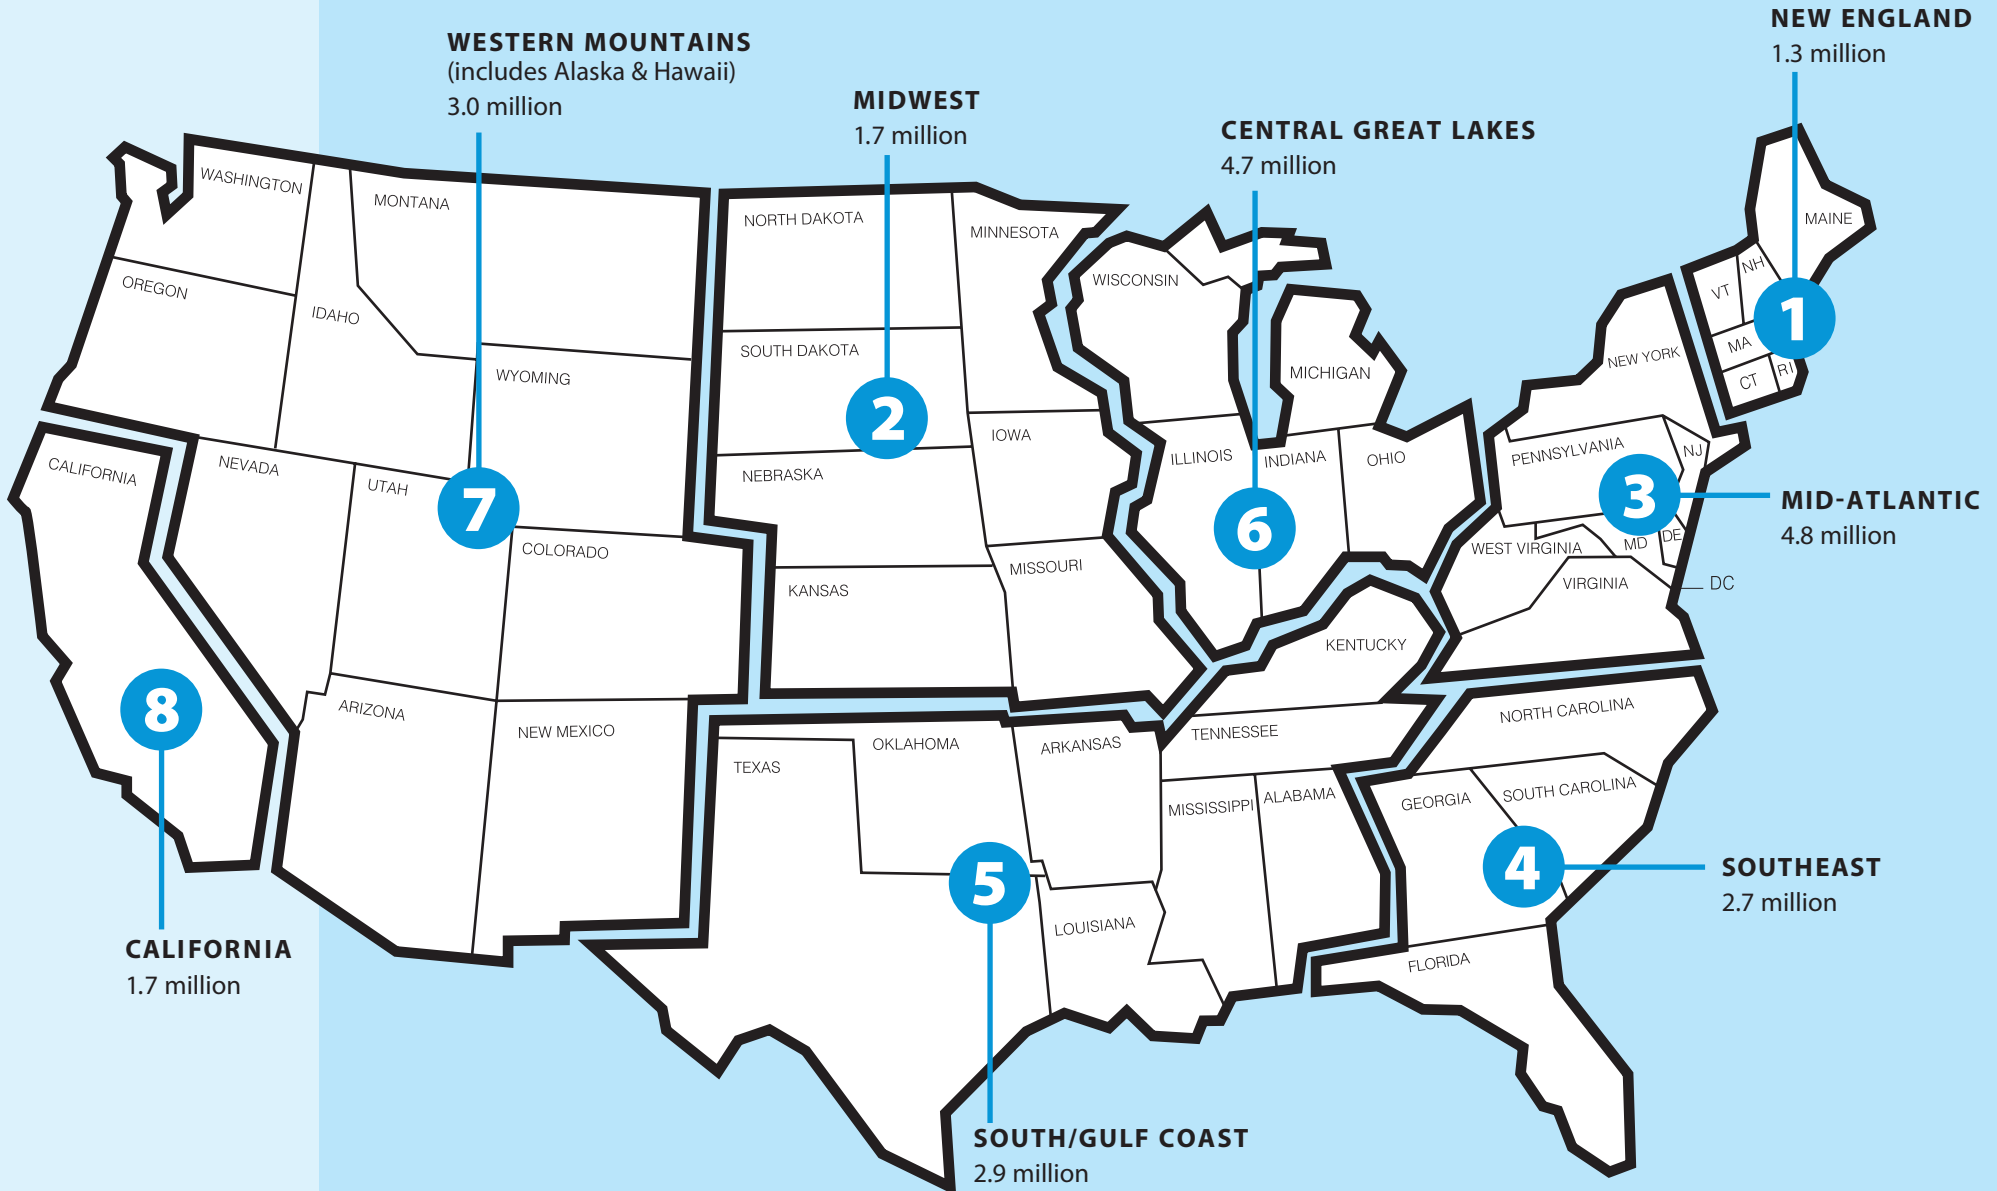 NEW ENGLAND
1.3 million
WESTERN MOUNTAINS
(includes Alaska & Hawaii)
3.0 million
MIDWEST
1.7 million
CENTRAL GREAT LAKES
4.7 million
WASHINGTON
MONTANA
OREGON
IDAHO
WYOMING
NEVADA
UTAH
COLORADO
ARIZONA
NEW MEXICO
7
CALIFORNIA
8
CALIFORNIA
1.7 million
NORTH DAKOTA
MINNESOTA
SOUTH DAKOTA
2
IOWA
NEBRASKA
KANSAS
MISSOURI
WISCONSIN
MICHIGAN
ILLINOIS
INDIANA
OHIO
6
MAINE
NH
VT
1
MA
CT
RI
NEW YORK
PENNSYLVANIA
NJ
3
MID-ATLANTIC
4.8 million
WEST VIRGINIA
MD
DE
VIRGINIA
DC
KENTUCKY
TENNESSEE
OKLAHOMA
ARKANSAS
TEXAS
MISSISSIPPI
ALABAMA
LOUISIANA
5
SOUTH/GULF COAST
2.9 million
NORTH CAROLINA
SOUTH CAROLINA
GEORGIA
4
FLORIDA
SOUTHEAST
2.7 million